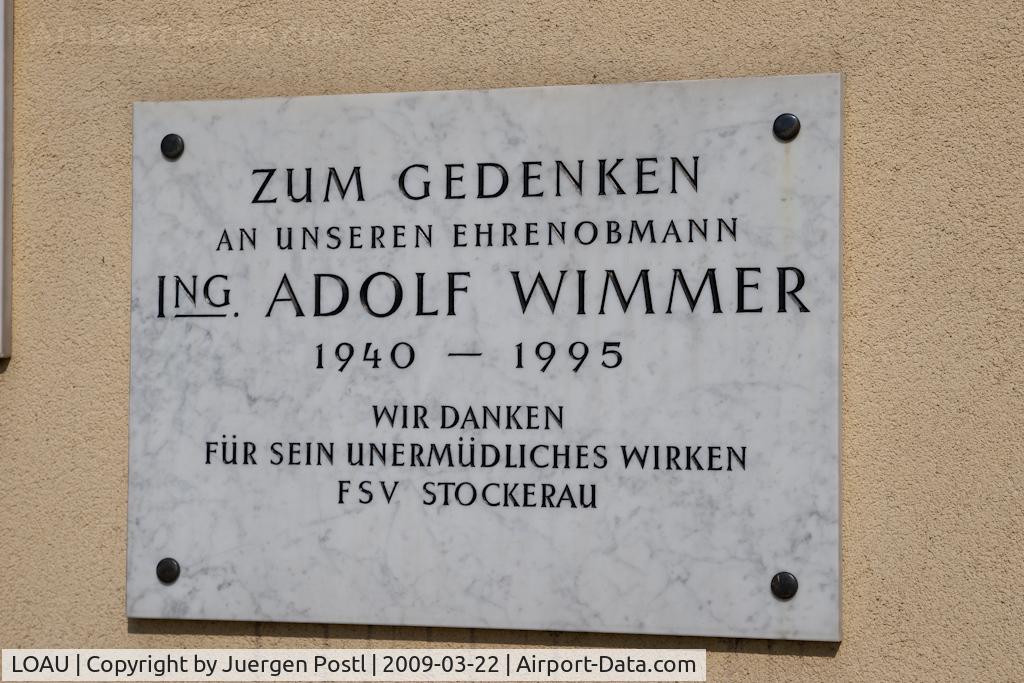 ZUM GEDENKEN
AN UNSEREN EHRENOBMANN
ING. ADOLF WIMMER
1940 — 1995
WIR DANKEN
FÜR SEIN UNERMÜDLICHES WIRKEN
FSV STOCKERAU
LOAU | Copyright by Juergen Postl | 2009-03-22 | Airport-Data.com